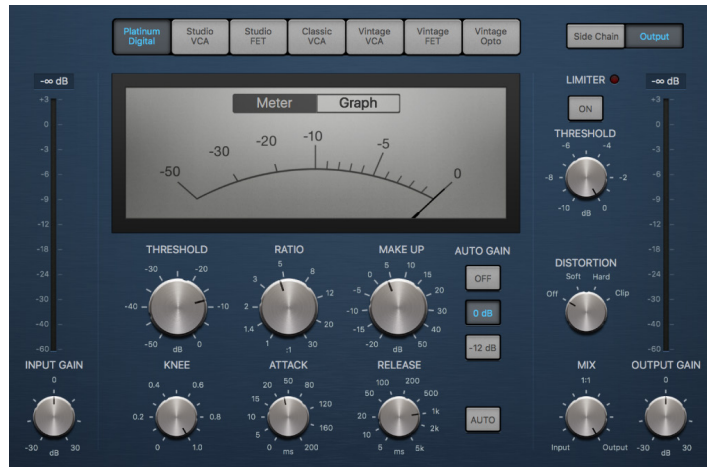 Platinum
Digital
Studio
VCA
Studio
FET
Classic
VCA
Vintage
VCA
Vintage
FET
Vintage
Opto
Side Chain
Output
-∞ dB
+3
0
-3
-6
-9
-12
-18
-24
-30
-40
-60
INPUT GAIN
0
-30
30
dB
Meter
Graph
-50
-30
-20
-10
-5
0
THRESHOLD
-30
-20
-40
-10
-50
0
dB
RATIO
5
3
8
2
12
1.4
20
1
30
:1
MAKE UP
5
0
10
-5
15
20
-10
30
-15
40
-20
50
dB
AUTO GAIN
OFF
0 dB
-12 dB
KNEE
0.4
0.6
0.2
0.8
0
1.0
ATTACK
50
20
80
15
120
10
160
5
0
200
ms
RELEASE
100
200
50
500
20
1k
2k
10
5
5k
ms
AUTO
LIMITER
ON
THRESHOLD
-6
-4
-8
-2
-10
0
dB
DISTORTION
Soft
Hard
Off
Clip
MIX
1:1
Input
Output
-∞ dB
+3
0
-3
-6
-9
-12
-18
-24
-30
-40
-60
OUTPUT GAIN
0
-30
30
dB